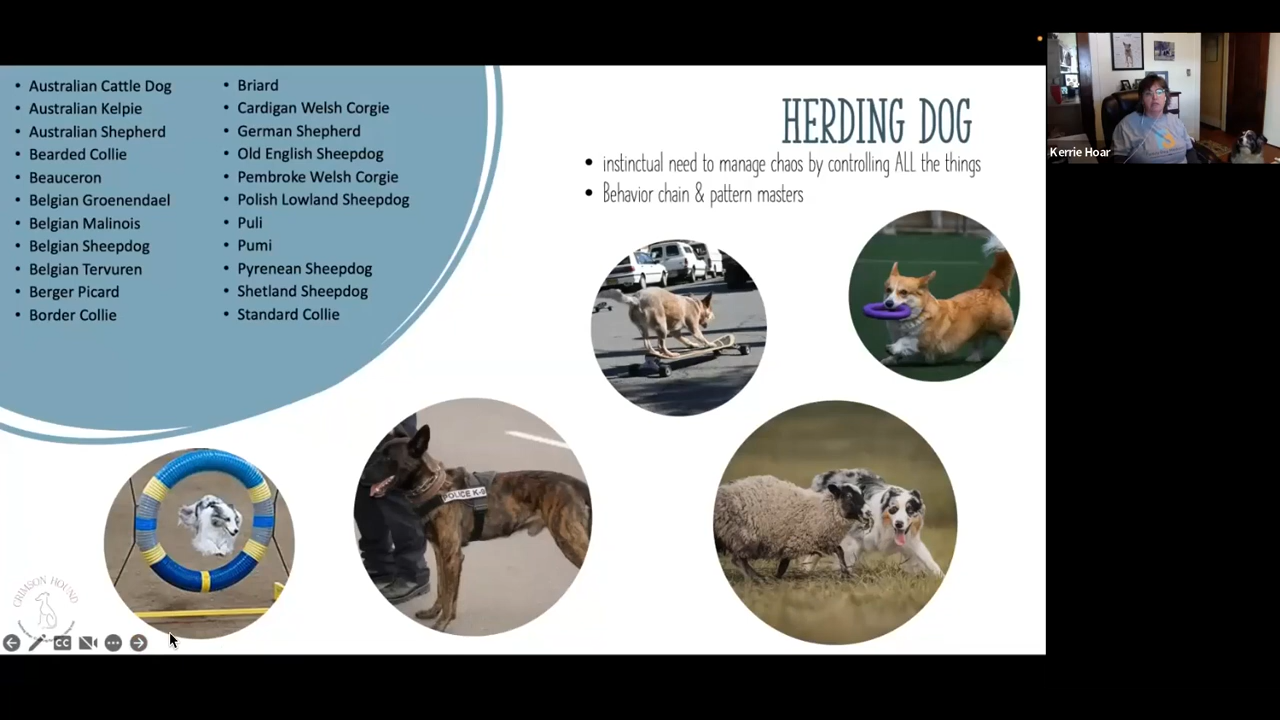 HERDING DOG
• instinctual need to manage chaos by controlling ALL the things
• Behavior chain & pattern masters
• Australian Cattle Dog
• Australian Kelpie
• Australian Shepherd
• Bearded Collie
• Beauceron
• Belgian Groenendael
• Belgian Malinois
• Belgian Sheepdog
• Belgian Tervuren
• Berger Picard
• Border Collie
• Briard
• Cardigan Welsh Corgie
• German Shepherd
• Old English Sheepdog
• Pembroke Welsh Corgie
• Polish Lowland Sheepdog
• Puli
• Pumi
• Pyrenean Sheepdog
• Shetland Sheepdog
• Standard Collie
POLICE K-9
CRIMSON HOUND
CC
Kerrie Hoar